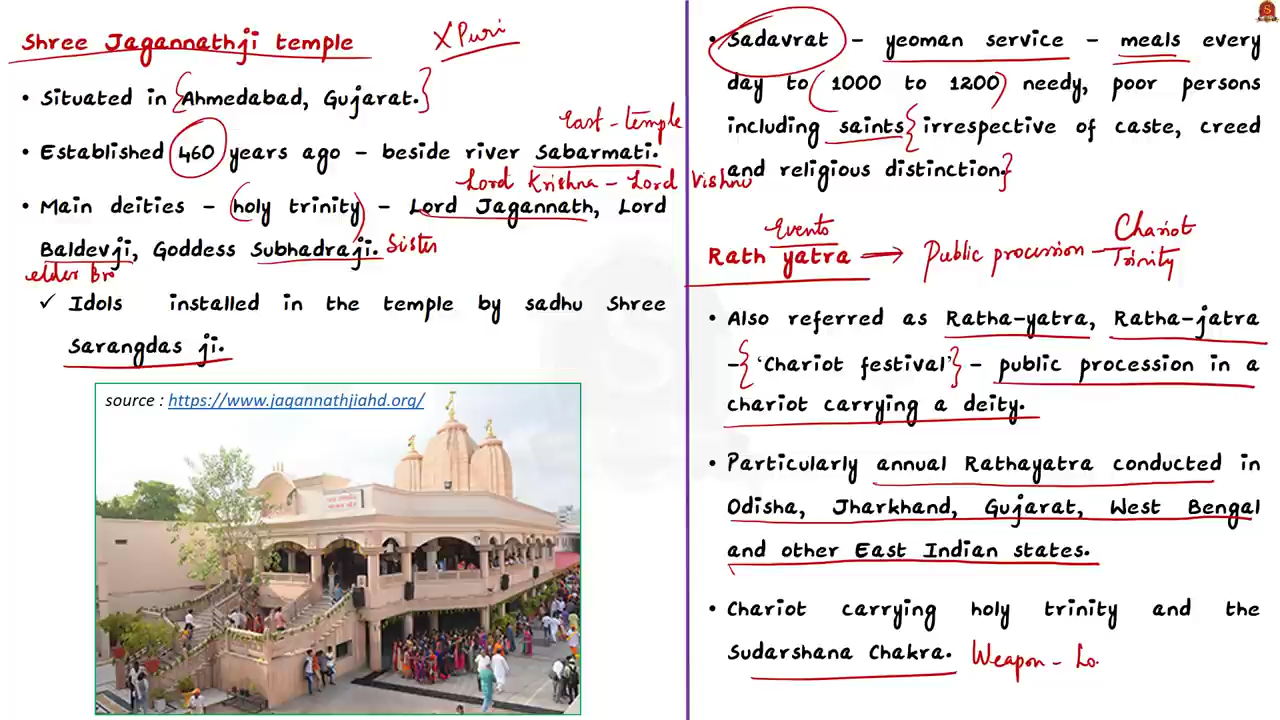 Shree Jagannathji temple
X Puri
• Situated in {Ahmedabad, Gujarat.}
East - temple
• Established 460 years ago – beside river Sabarmati.
Lord Krishna - Lord Vishnu
• Main deities – holy trinity – Lord Jagannath, Lord
Baldevji, Goddess Subhadraji. Sister
elder Bro
✓ Idols installed in the temple by sadhu Shree
Sarangdas ji.
source : https://www.jagannathjiahd.org/
• Sadavrat – yeoman service – meals every
day to (1000 to 1200) needy, poor persons
including saints {irrespective of caste, creed
and religious distinction.}
Events
Chariot
Rath yatra → Public procession - Trinity
• Also referred as Ratha-yatra, Ratha-jatra
– {'Chariot festival'} – public procession in a
chariot carrying a deity.
• Particularly annual Rathayatra conducted in
Odisha, Jharkhand, Gujarat, West Bengal
and other East Indian states.
• Chariot carrying holy trinity and the
Sudarshana Chakra. Weapon - Lo